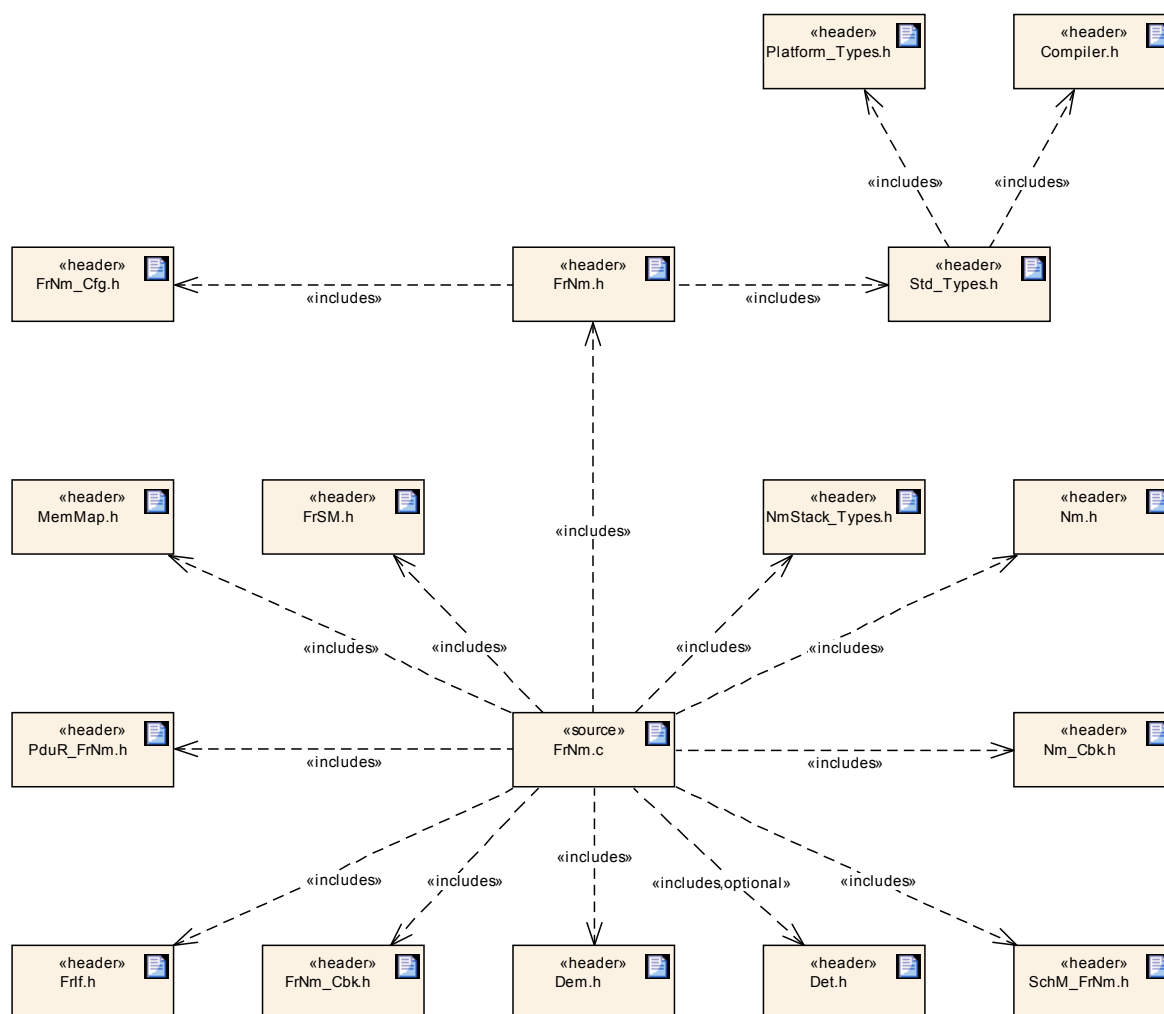 «header»
Platform_Types.h
«header»
Compiler.h
«includes»
«includes»
«header»
FrNm_Cfg.h
«header»
FrNm.h
«header»
Std_Types.h
«includes»
«includes»
«header»
MemMap.h
«header»
FrSM.h
«header»
NmStack_Types.h
«header»
Nm.h
«includes»
«includes»
«includes»
«includes»
«includes»
«header»
PduR_FrNm.h
«source»
FrNm.c
«header»
Nm_Cbk.h
«includes»
«includes»
«includes»
«includes»
«includes»
«includes,optional»
«includes»
«header»
FrIf.h
«header»
FrNm_Cbk.h
«header»
Dem.h
«header»
Det.h
«header»
SchM_FrNm.h